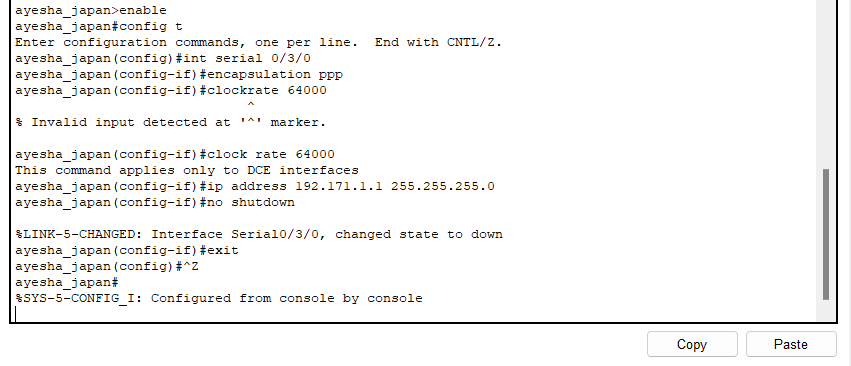 ayesha_japan>enable
ayesha_japan#config t
Enter configuration commands, one per line.  End with CNTL/Z.
ayesha_japan(config)#int serial 0/3/0
ayesha_japan(config-if)#encapsulation ppp
ayesha_japan(config-if)#clockrate 64000
^
% Invalid input detected at '^' marker.
ayesha_japan(config-if)#clock rate 64000
This command applies only to DCE interfaces
ayesha_japan(config-if)#ip address 192.171.1.1 255.255.255.0
ayesha_japan(config-if)#no shutdown
%LINK-5-CHANGED: Interface Serial0/3/0, changed state to down
ayesha_japan(config-if)#exit
ayesha_japan(config)#^Z
ayesha_japan#
%SYS-5-CONFIG_I: Configured from console by console
Copy
Paste